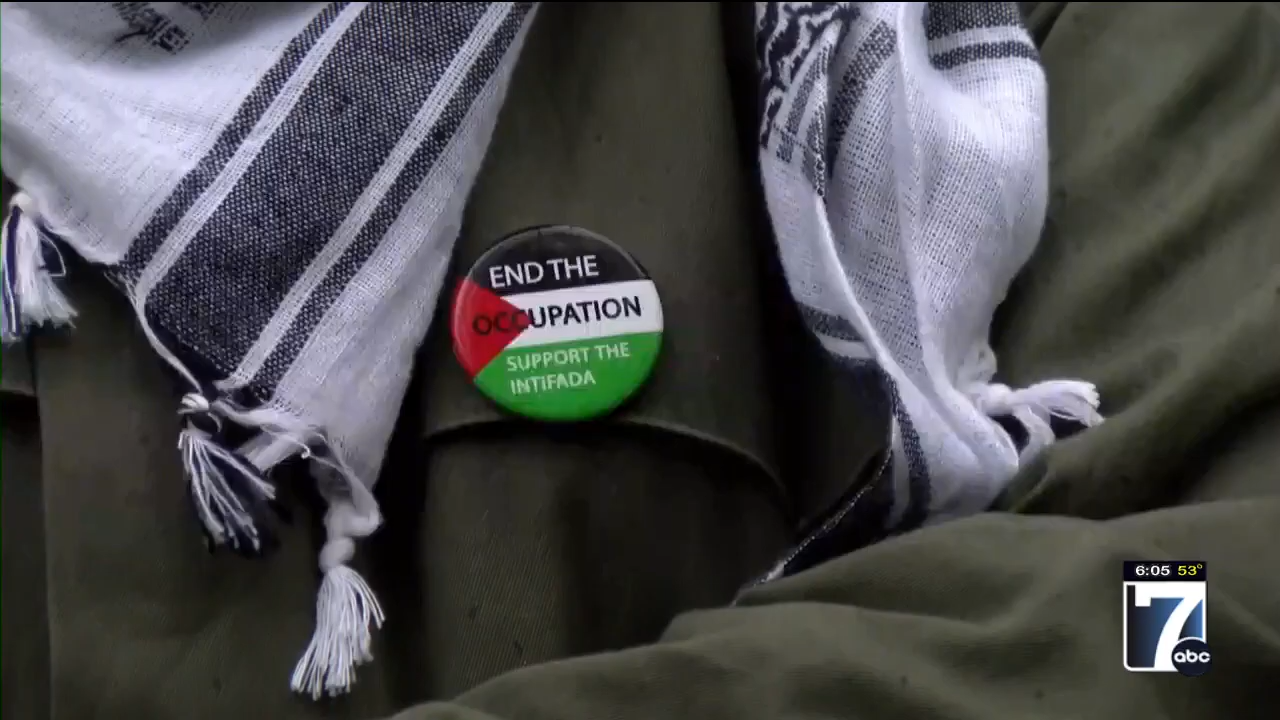 END THE
OCCUPATION
SUPPORT THE
INTIFADA
6:05 53°
7
abc